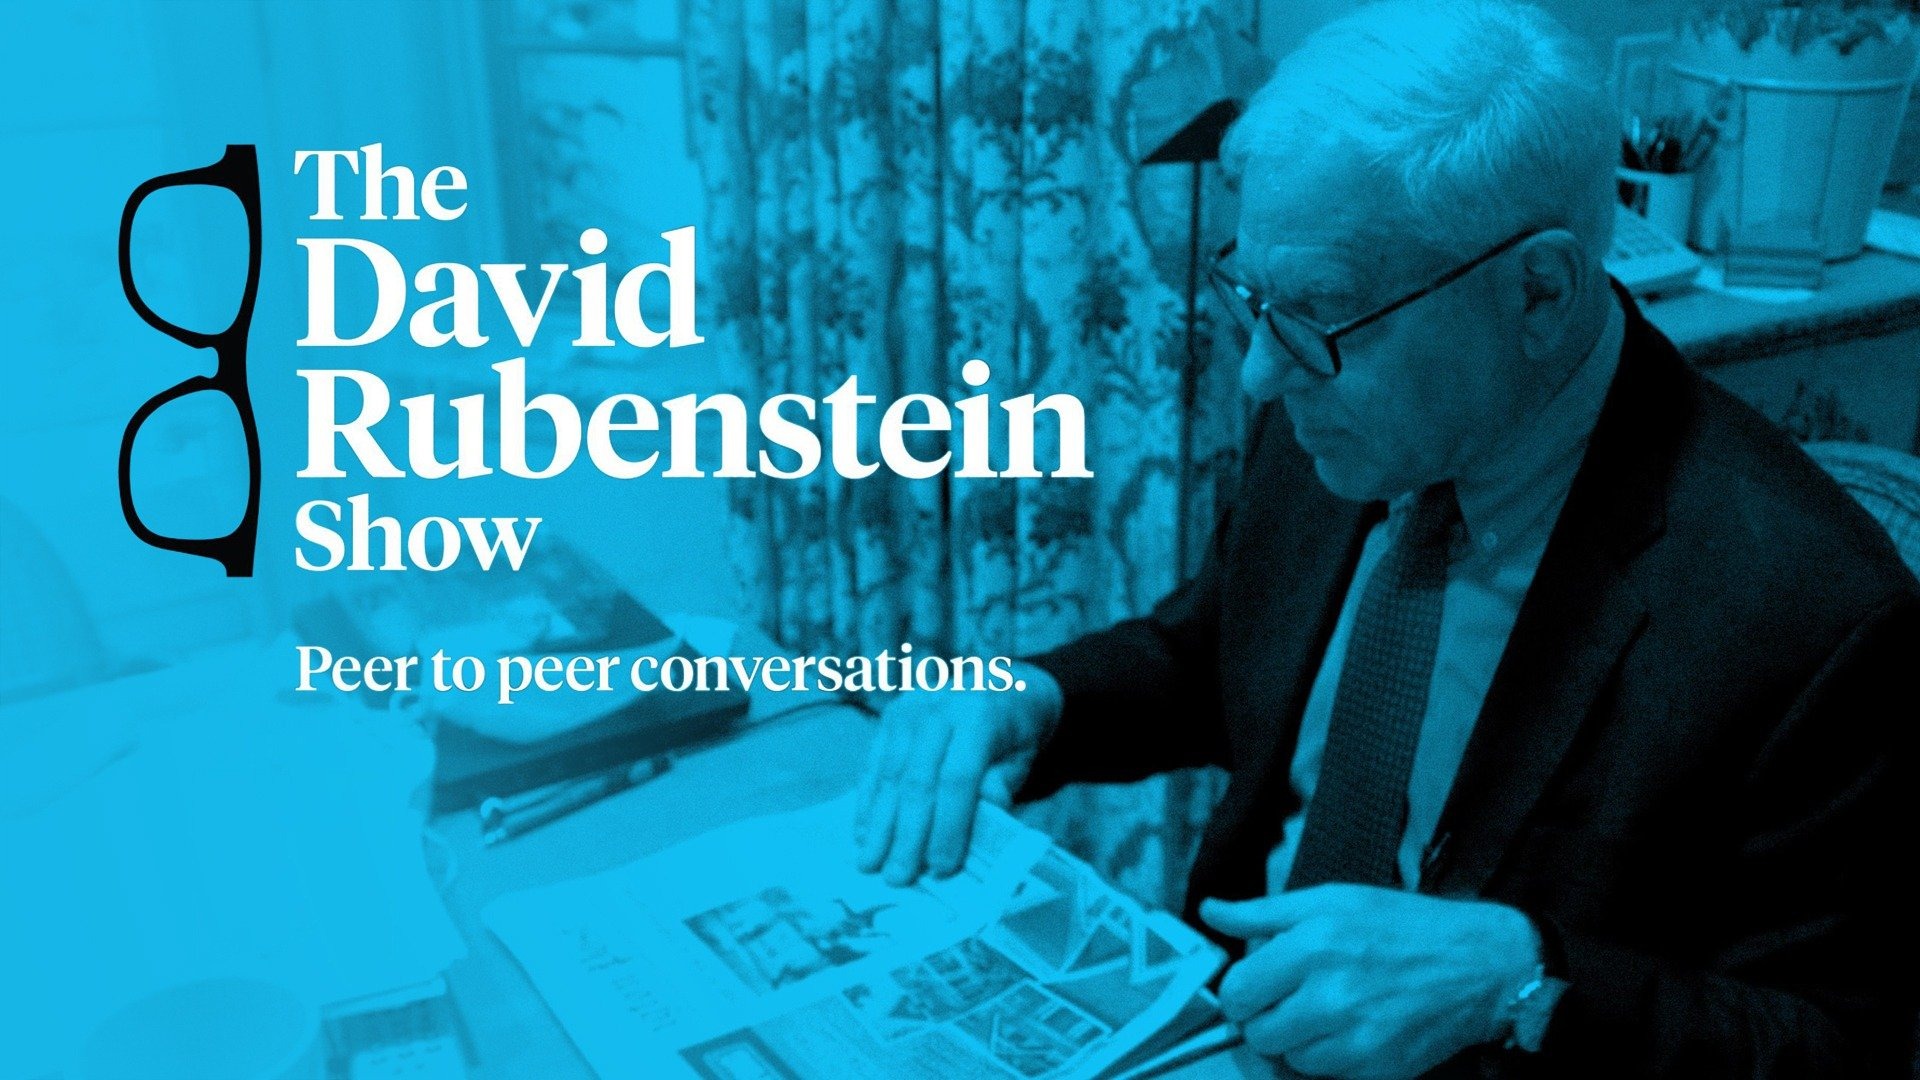 The
David
Rubenstein
Show
Peer to peer conversations.